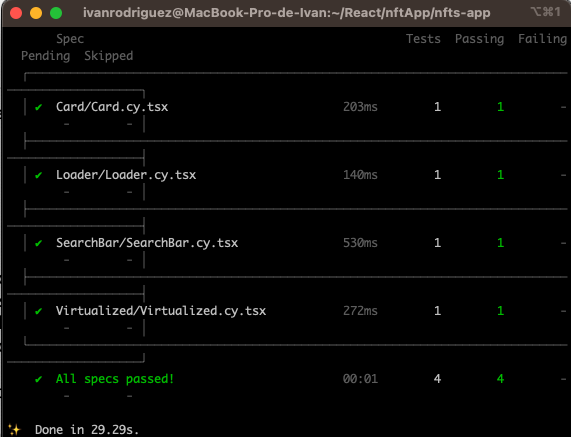 ivanrodriguez@MacBook-Pro-de-Ivan:~/React/nftApp/nfts-app ⌥⌘1
Spec Tests Passing Failing
Pending Skipped
✔ Card/Card.cy.tsx 203ms 1 1 -
- -
✔ Loader/Loader.cy.tsx 140ms 1 1 -
- -
✔ SearchBar/SearchBar.cy.tsx 530ms 1 1 -
- -
✔ Virtualized/Virtualized.cy.tsx 272ms 1 1 -
- -
✔ All specs passed! 00:01 4 4 -
- -
✨ Done in 29.29s.